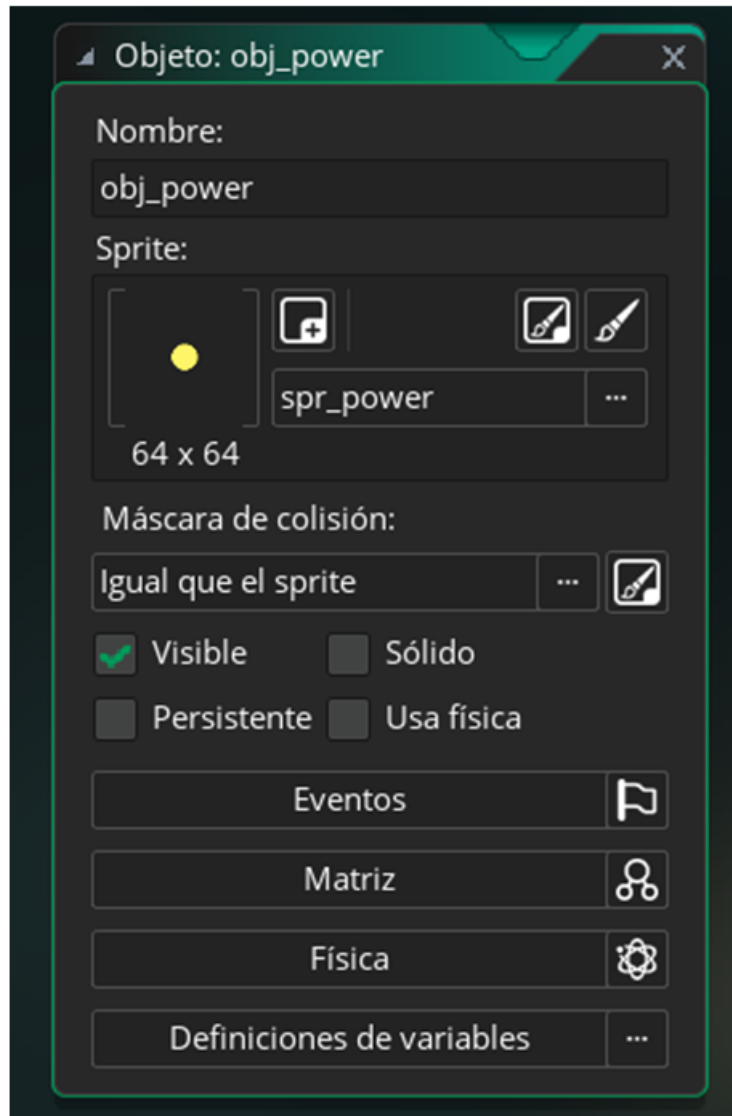 Objeto: obj_power
Nombre:
obj_power
Sprite:
spr_power
...
64 x 64
Máscara de colisión:
Igual que el sprite
...
Visible
Sólido
Persistente
Usa física
Eventos
Matriz
Física
Definiciones de variables
...